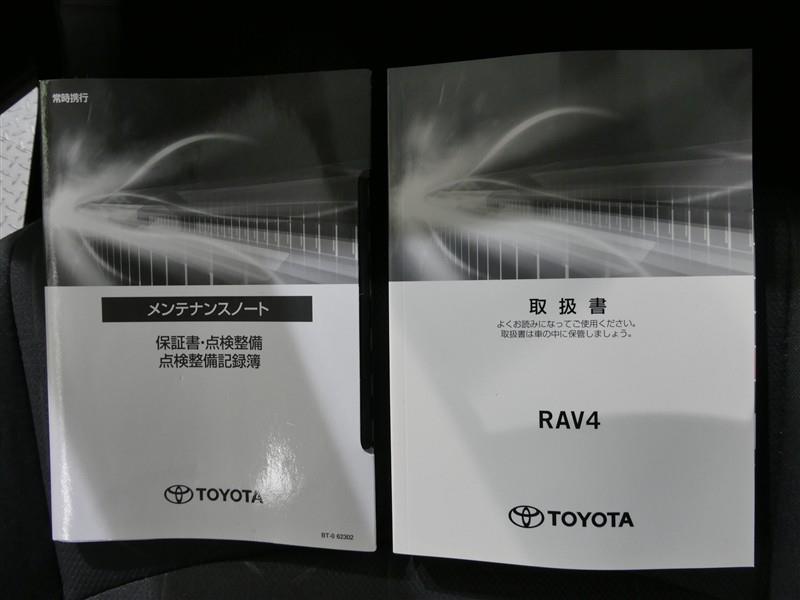 常時携行
メンテナンスノート
保証書・点検整備
点検整備記録簿
TOYOTA
BT-0 62302
取扱書
よくお読みになってご使用ください。
取扱書は車の中に保管しましょう。
RAV4
TOYOTA